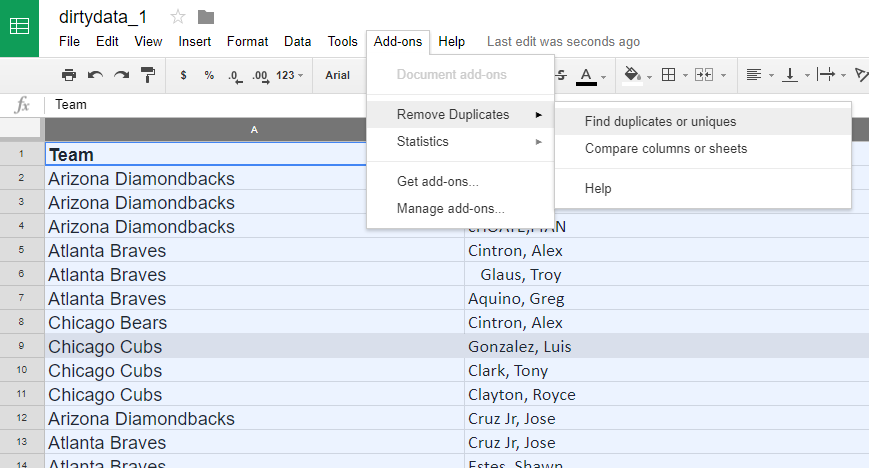 dirtydata_1
File Edit View Insert Format Data Tools Add-ons Help Last edit was seconds ago
$ % .0 .00 123 Arial S A
fx Team
Document add-ons
Remove Duplicates
Statistics
Get add-ons...
Manage add-ons...
Find duplicates or uniques
Compare columns or sheets
Help
A
1 Team
2 Arizona Diamondbacks
3 Arizona Diamondbacks
4 Arizona Diamondbacks
5 Atlanta Braves Cintron, Alex
6 Atlanta Braves Glaus, Troy
7 Atlanta Braves Aquino, Greg
8 Chicago Bears Cintron, Alex
9 Chicago Cubs Gonzalez, Luis
10 Chicago Cubs Clark, Tony
11 Chicago Cubs Clayton, Royce
12 Arizona Diamondbacks Cruz Jr, Jose
13 Atlanta Braves Cruz Jr, Jose
14 Atlanta Braves Estes, Shawn